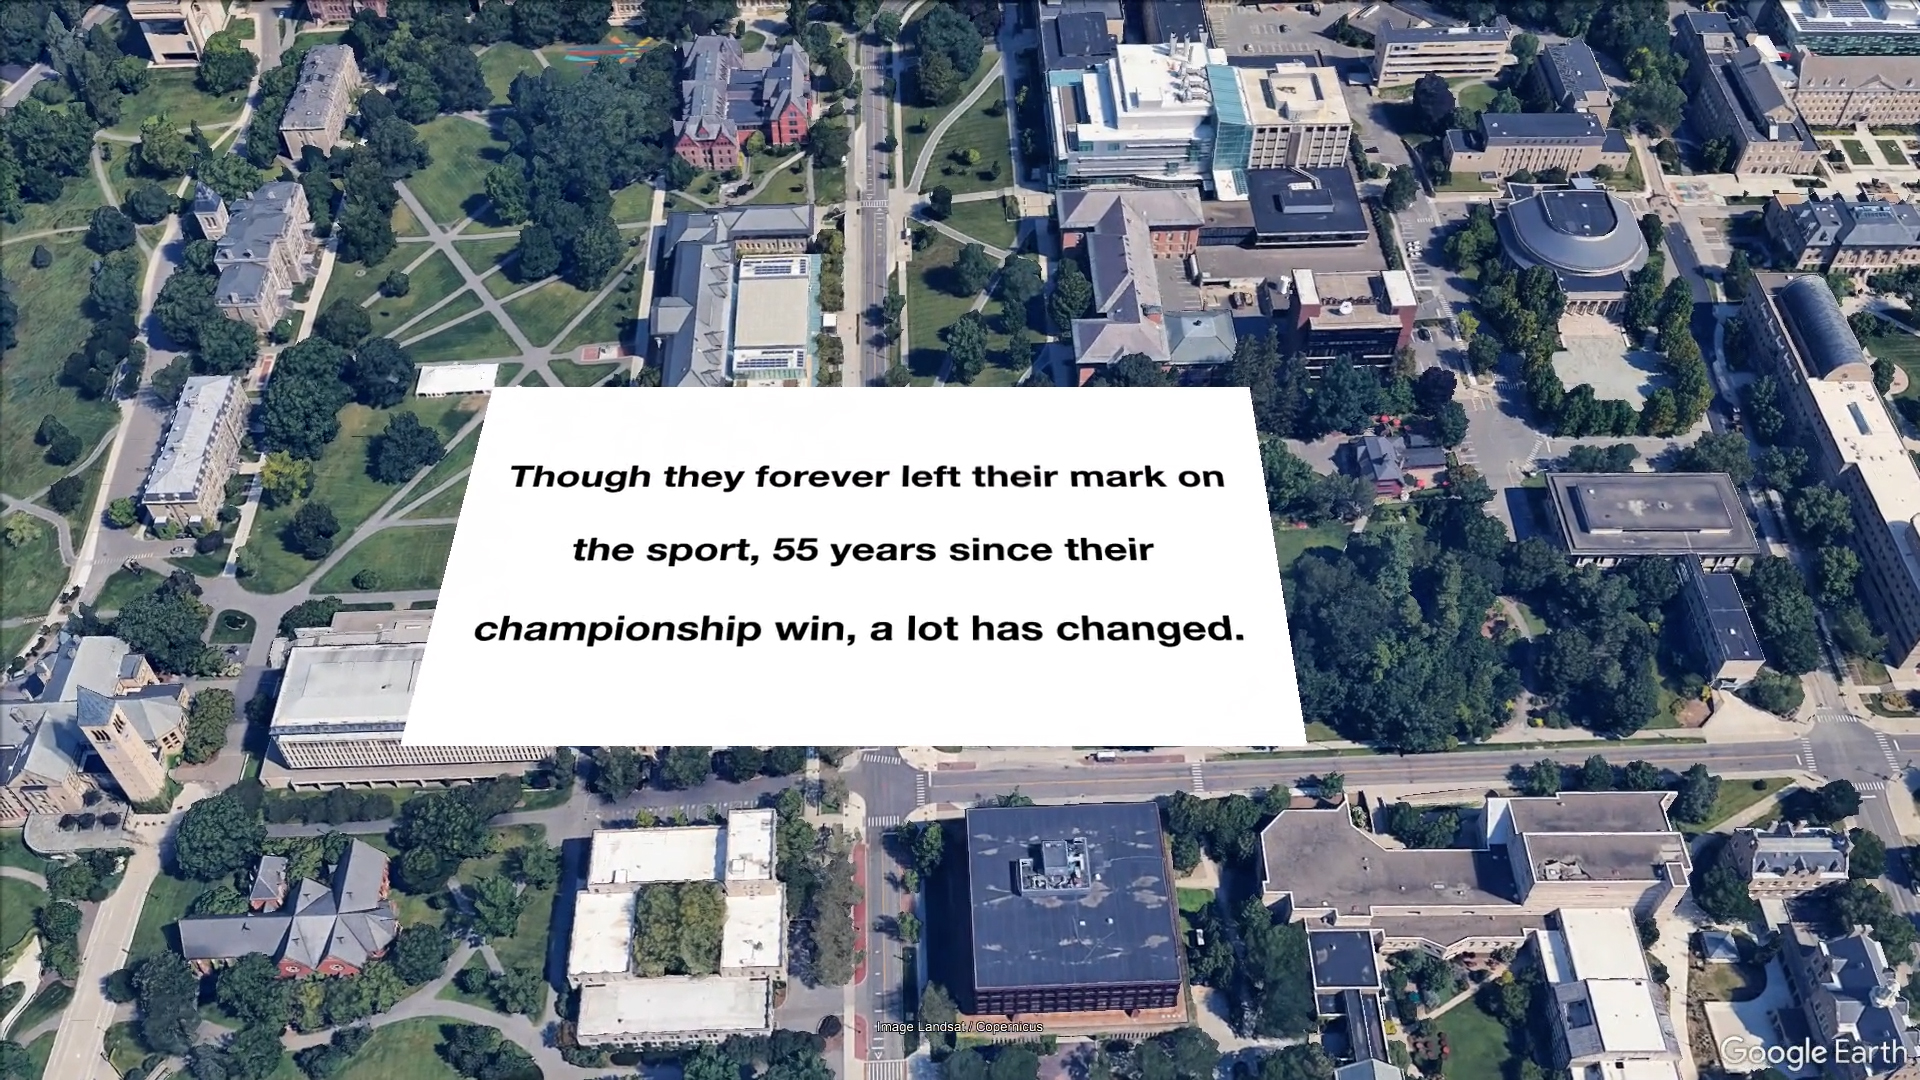 Though they forever left their mark on
the sport, 55 years since their
championship win, a lot has changed.
Image Landsat / Copernicus
Google Earth